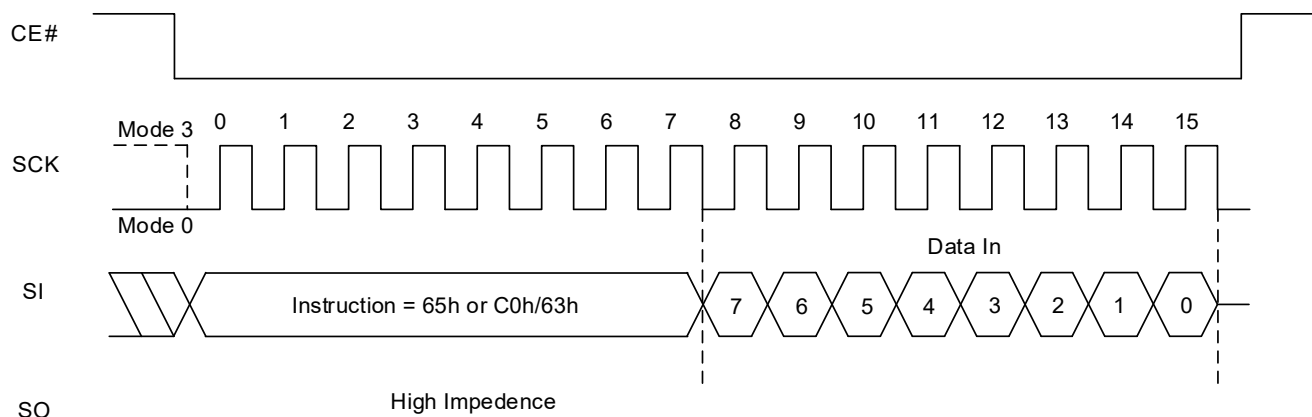 CE#
Mode 3 0 1 2 3 4 5 6 7 8 9 10 11 12 13 14 15
SCK
Mode 0
Data In
SI Instruction = 65h or C0h/63h 7 6 5 4 3 2 1 0
High Impedence
SO